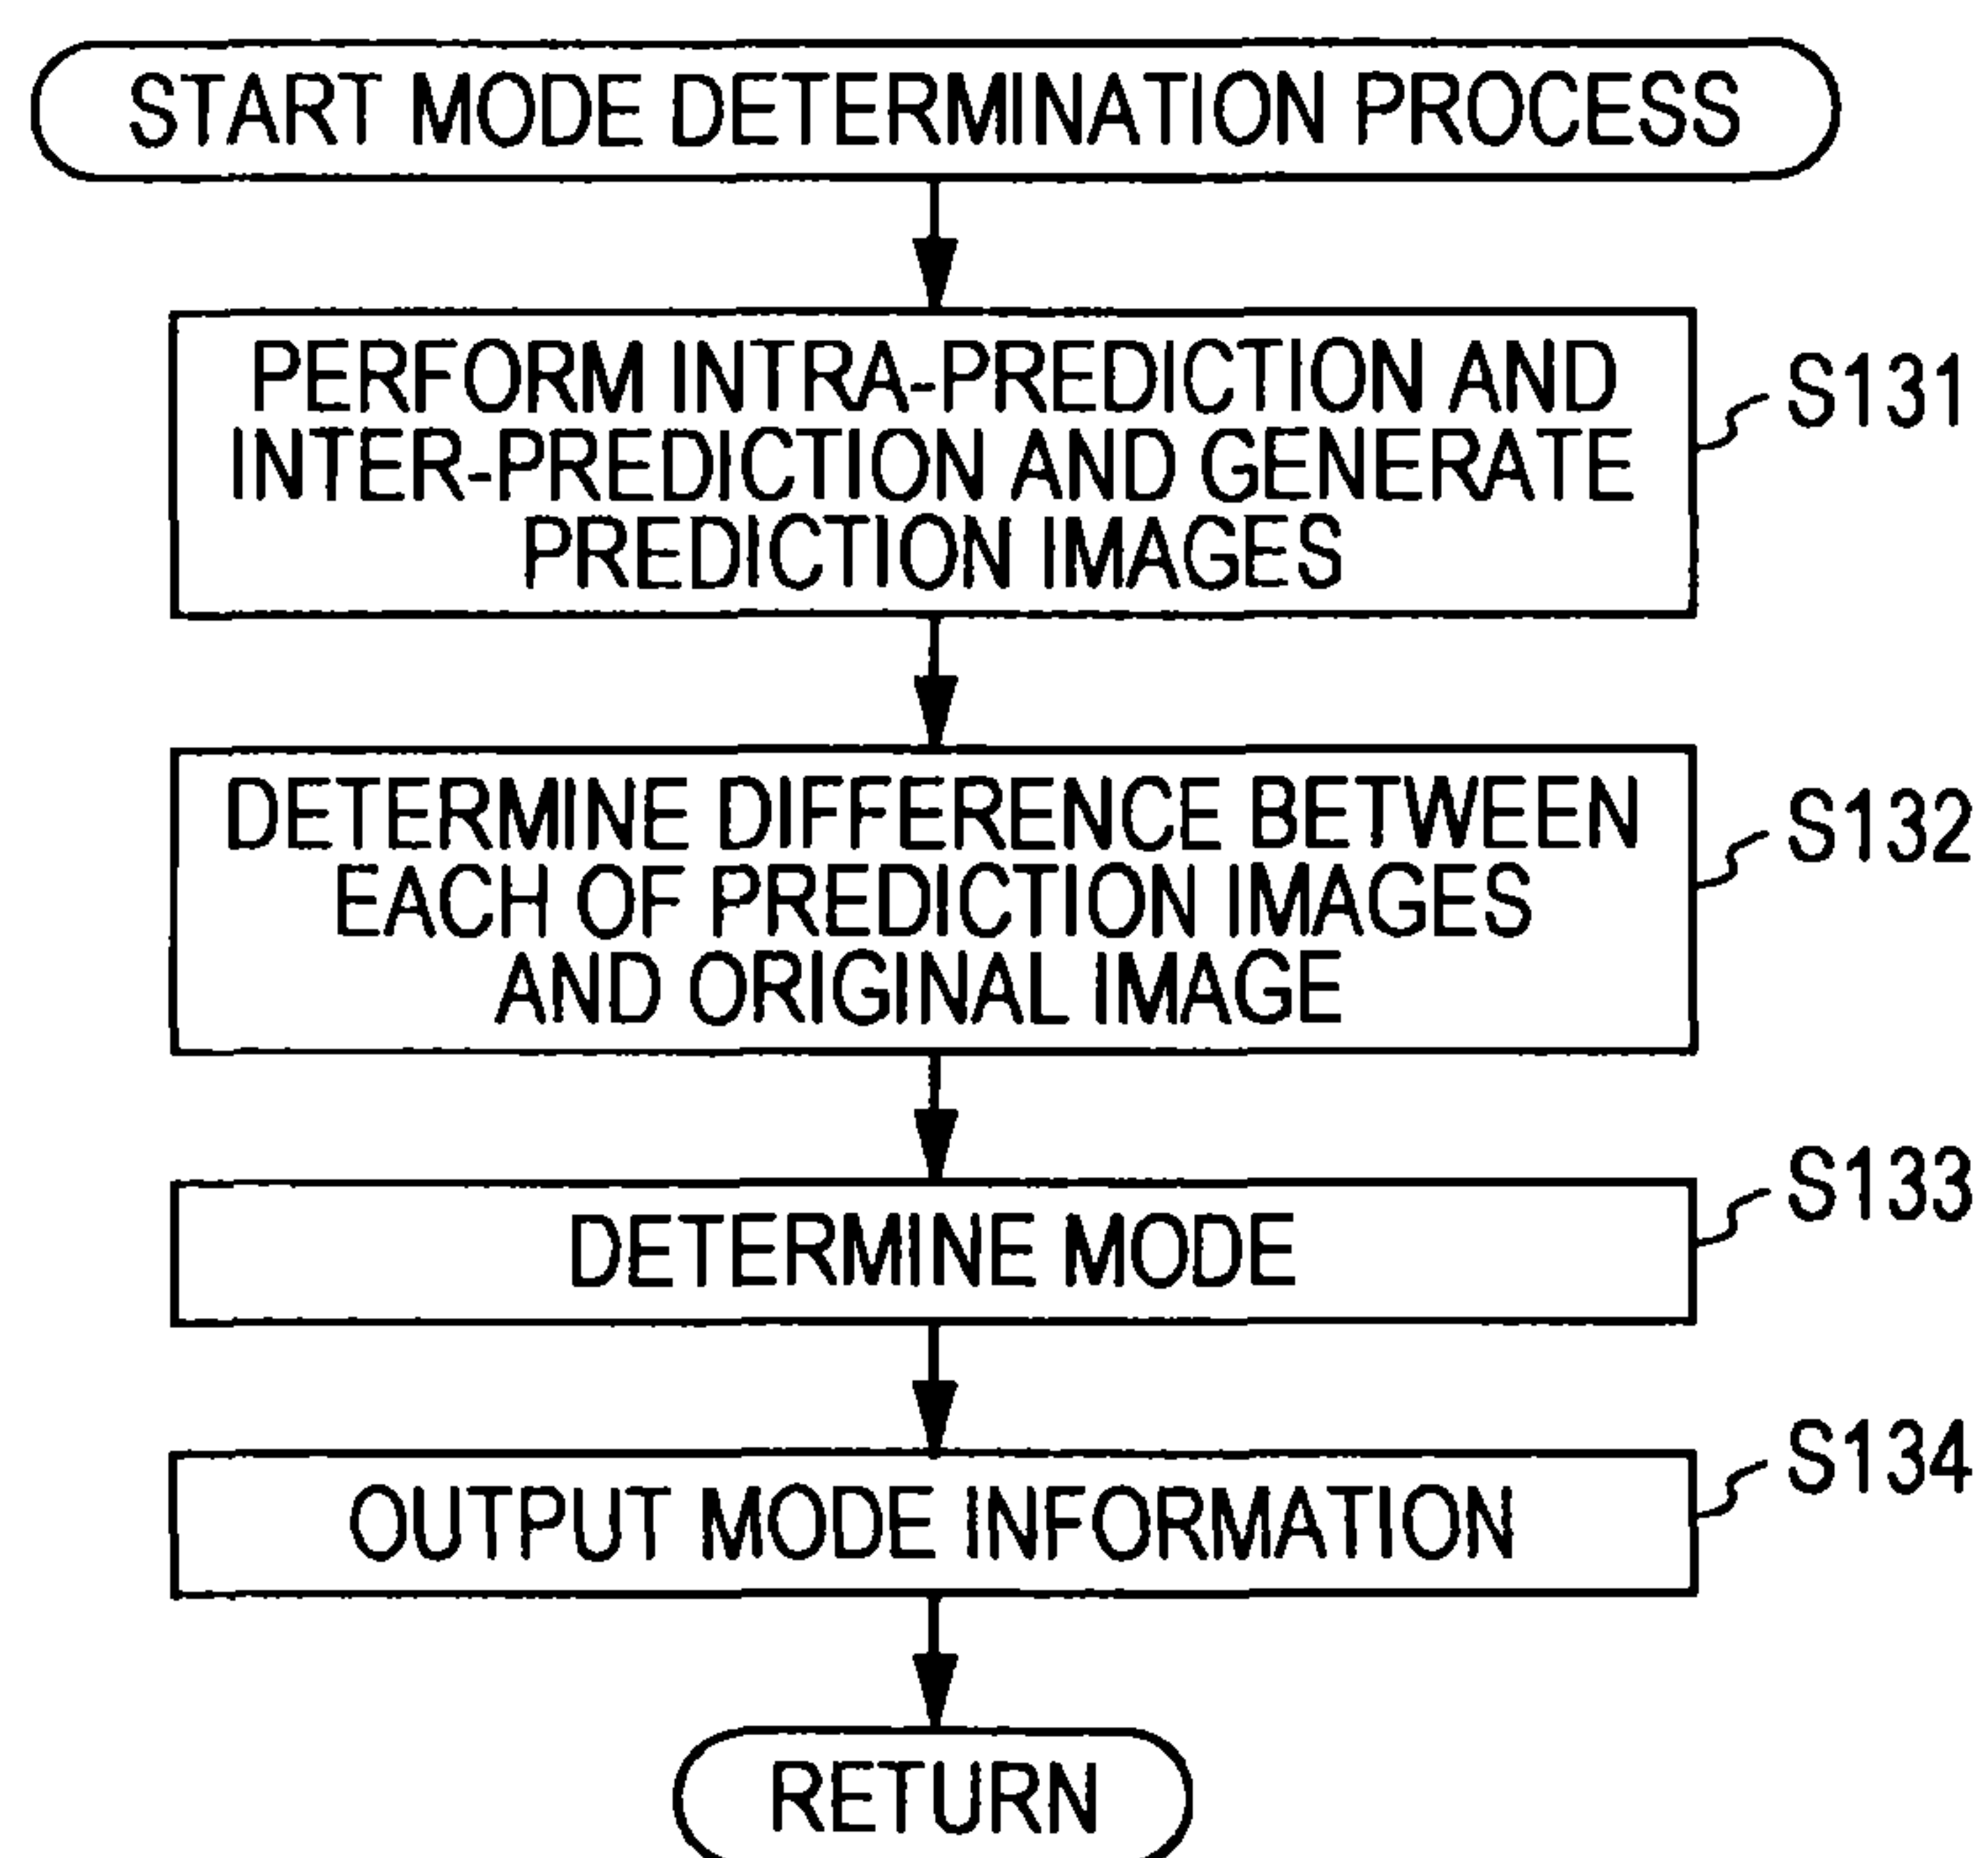 START MODE DETERMINATION PROCESS
PERFORM INTRA-PREDICTION AND
INTER-PREDICTION AND GENERATE
PREDICTION IMAGES
S131
DETERMINE DIFFERENCE BETWEEN
EACH OF PREDICTION IMAGES
AND ORIGINAL IMAGE
S132
DETERMINE MODE
S133
OUTPUT MODE INFORMATION
S134
RETURN